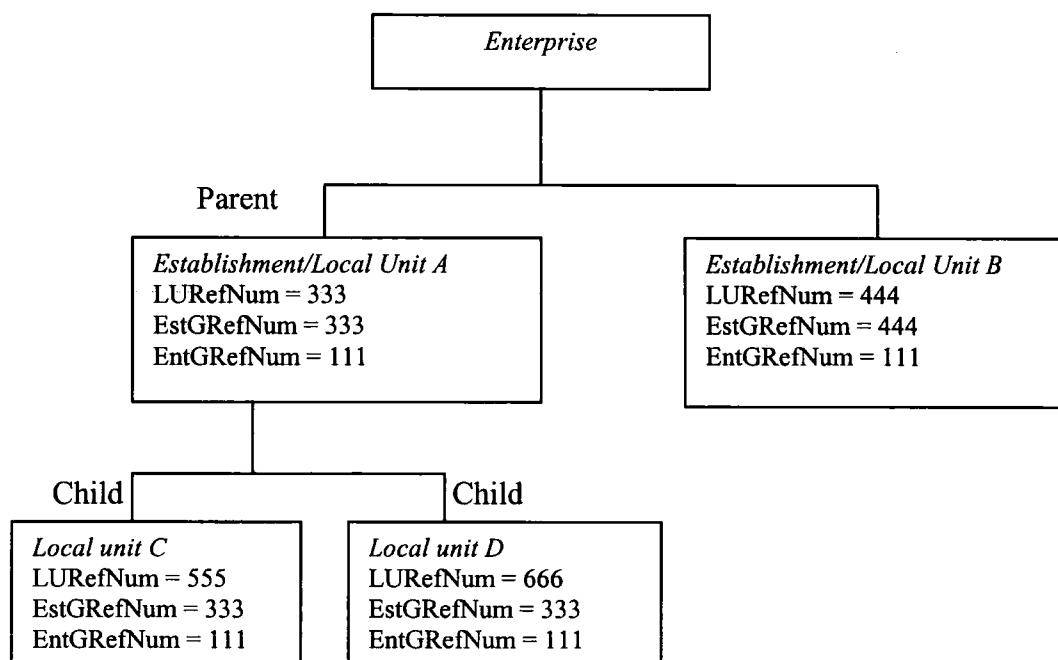 Enterprise
Parent
Establishment/Local Unit A
LURefNum = 333
EstGRefNum = 333
EntGRefNum = 111
Establishment/Local Unit B
LURefNum = 444
EstGRefNum = 444
EntGRefNum = 111
Child
Child
Local unit C
LURefNum = 555
EstGRefNum = 333
EntGRefNum = 111
Local unit D
LURefNum = 666
EstGRefNum = 333
EntGRefNum = 111